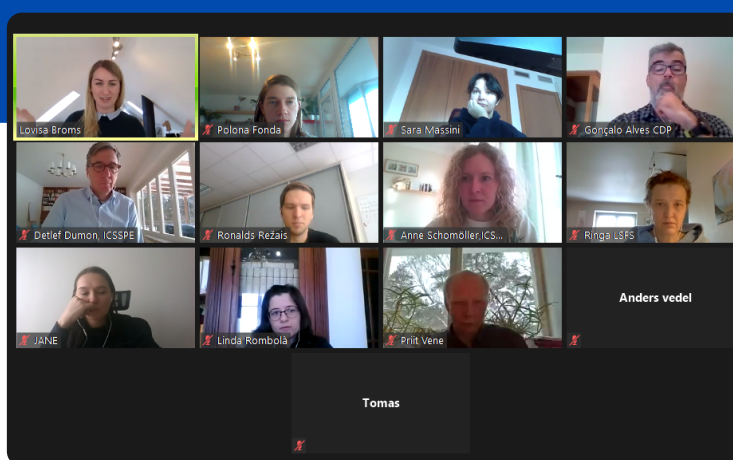 Lovisa Broms
Polona Fonda
Sara Massini
Gonçalo Alves CDP
Detlef Dumon, ICSSPE
Ronalds Režais
Anne Schomöller,ICS...
Ringa LSFS
JANE
Linda Rombolà
Priit Vene
Anders vedel
Tomas